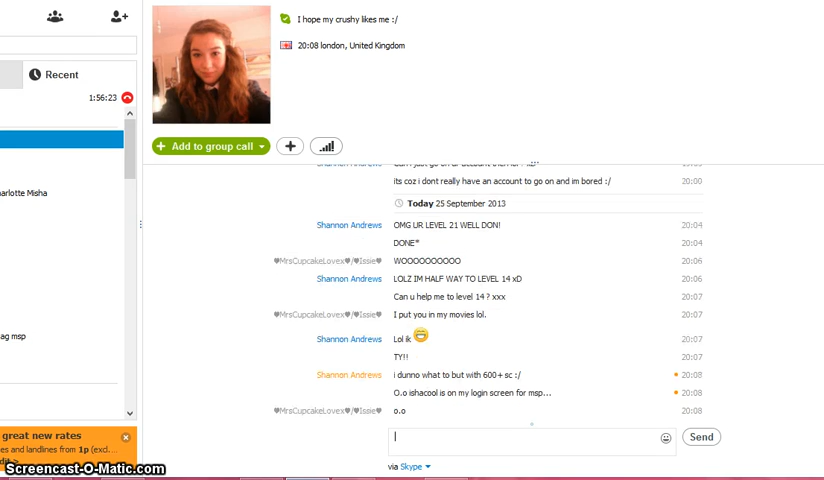 I hope my crushy likes me :/
20:08 london, United Kingdom
Recent
1:56:23
Add to group call
arlotte Misha
ag msp
Shannon Andrews
its coz i dont really have an account to go on and im bored :/ 20:00
Today 25 September 2013
Shannon Andrews OMG UR LEVEL 21 WELL DON! 20:04
DONE* 20:04
♥MrsCupcakeLovex♥/♥Issie♥ WOOOOOOOOOO 20:06
Shannon Andrews LOLZ IM HALF WAY TO LEVEL 14 xD 20:06
Can u help me to level 14 ? xxx 20:07
♥MrsCupcakeLovex♥/♥Issie♥ I put you in my movies lol. 20:07
Shannon Andrews Lol ik 20:07
TY!! 20:07
Shannon Andrews i dunno what to but with 600+ sc :/ 20:08
O.o ishacool is on my login screen for msp... 20:08
♥MrsCupcakeLovex♥/♥Issie♥ o.o 20:08
Send
via Skype
great new rates
es and landlines from 1p (excl....
Screencast-O-Matic.com